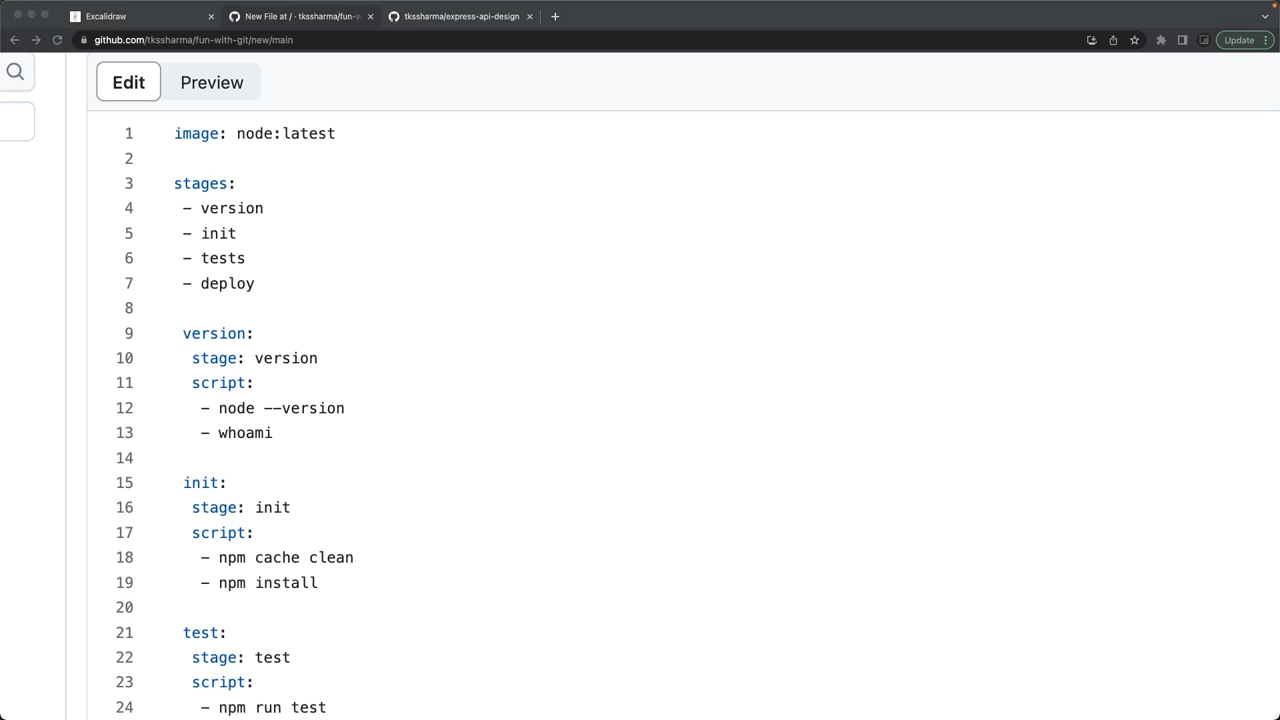 Excalidraw
New File at / · tkssharma/fun-w
tkssharma/express-api-design
github.com/tkssharma/fun-with-git/new/main
Update
Edit
Preview
1 image: node:latest
2
3 stages:
4 - version
5 - init
6 - tests
7 - deploy
8
9 version:
10 stage: version
11 script:
12 - node --version
13 - whoami
14
15 init:
16 stage: init
17 script:
18 - npm cache clean
19 - npm install
20
21 test:
22 stage: test
23 script:
24 - npm run test